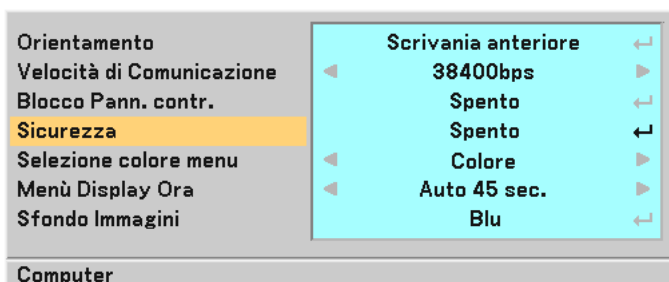 Orientamento Scrivania anteriore
Velocità di Comunicazione 38400bps
Blocco Pann. contr. Spento
Sicurezza Spento
Selezione colore menu Colore
Menù Display Ora Auto 45 sec.
Sfondo Immagini Blu
Computer